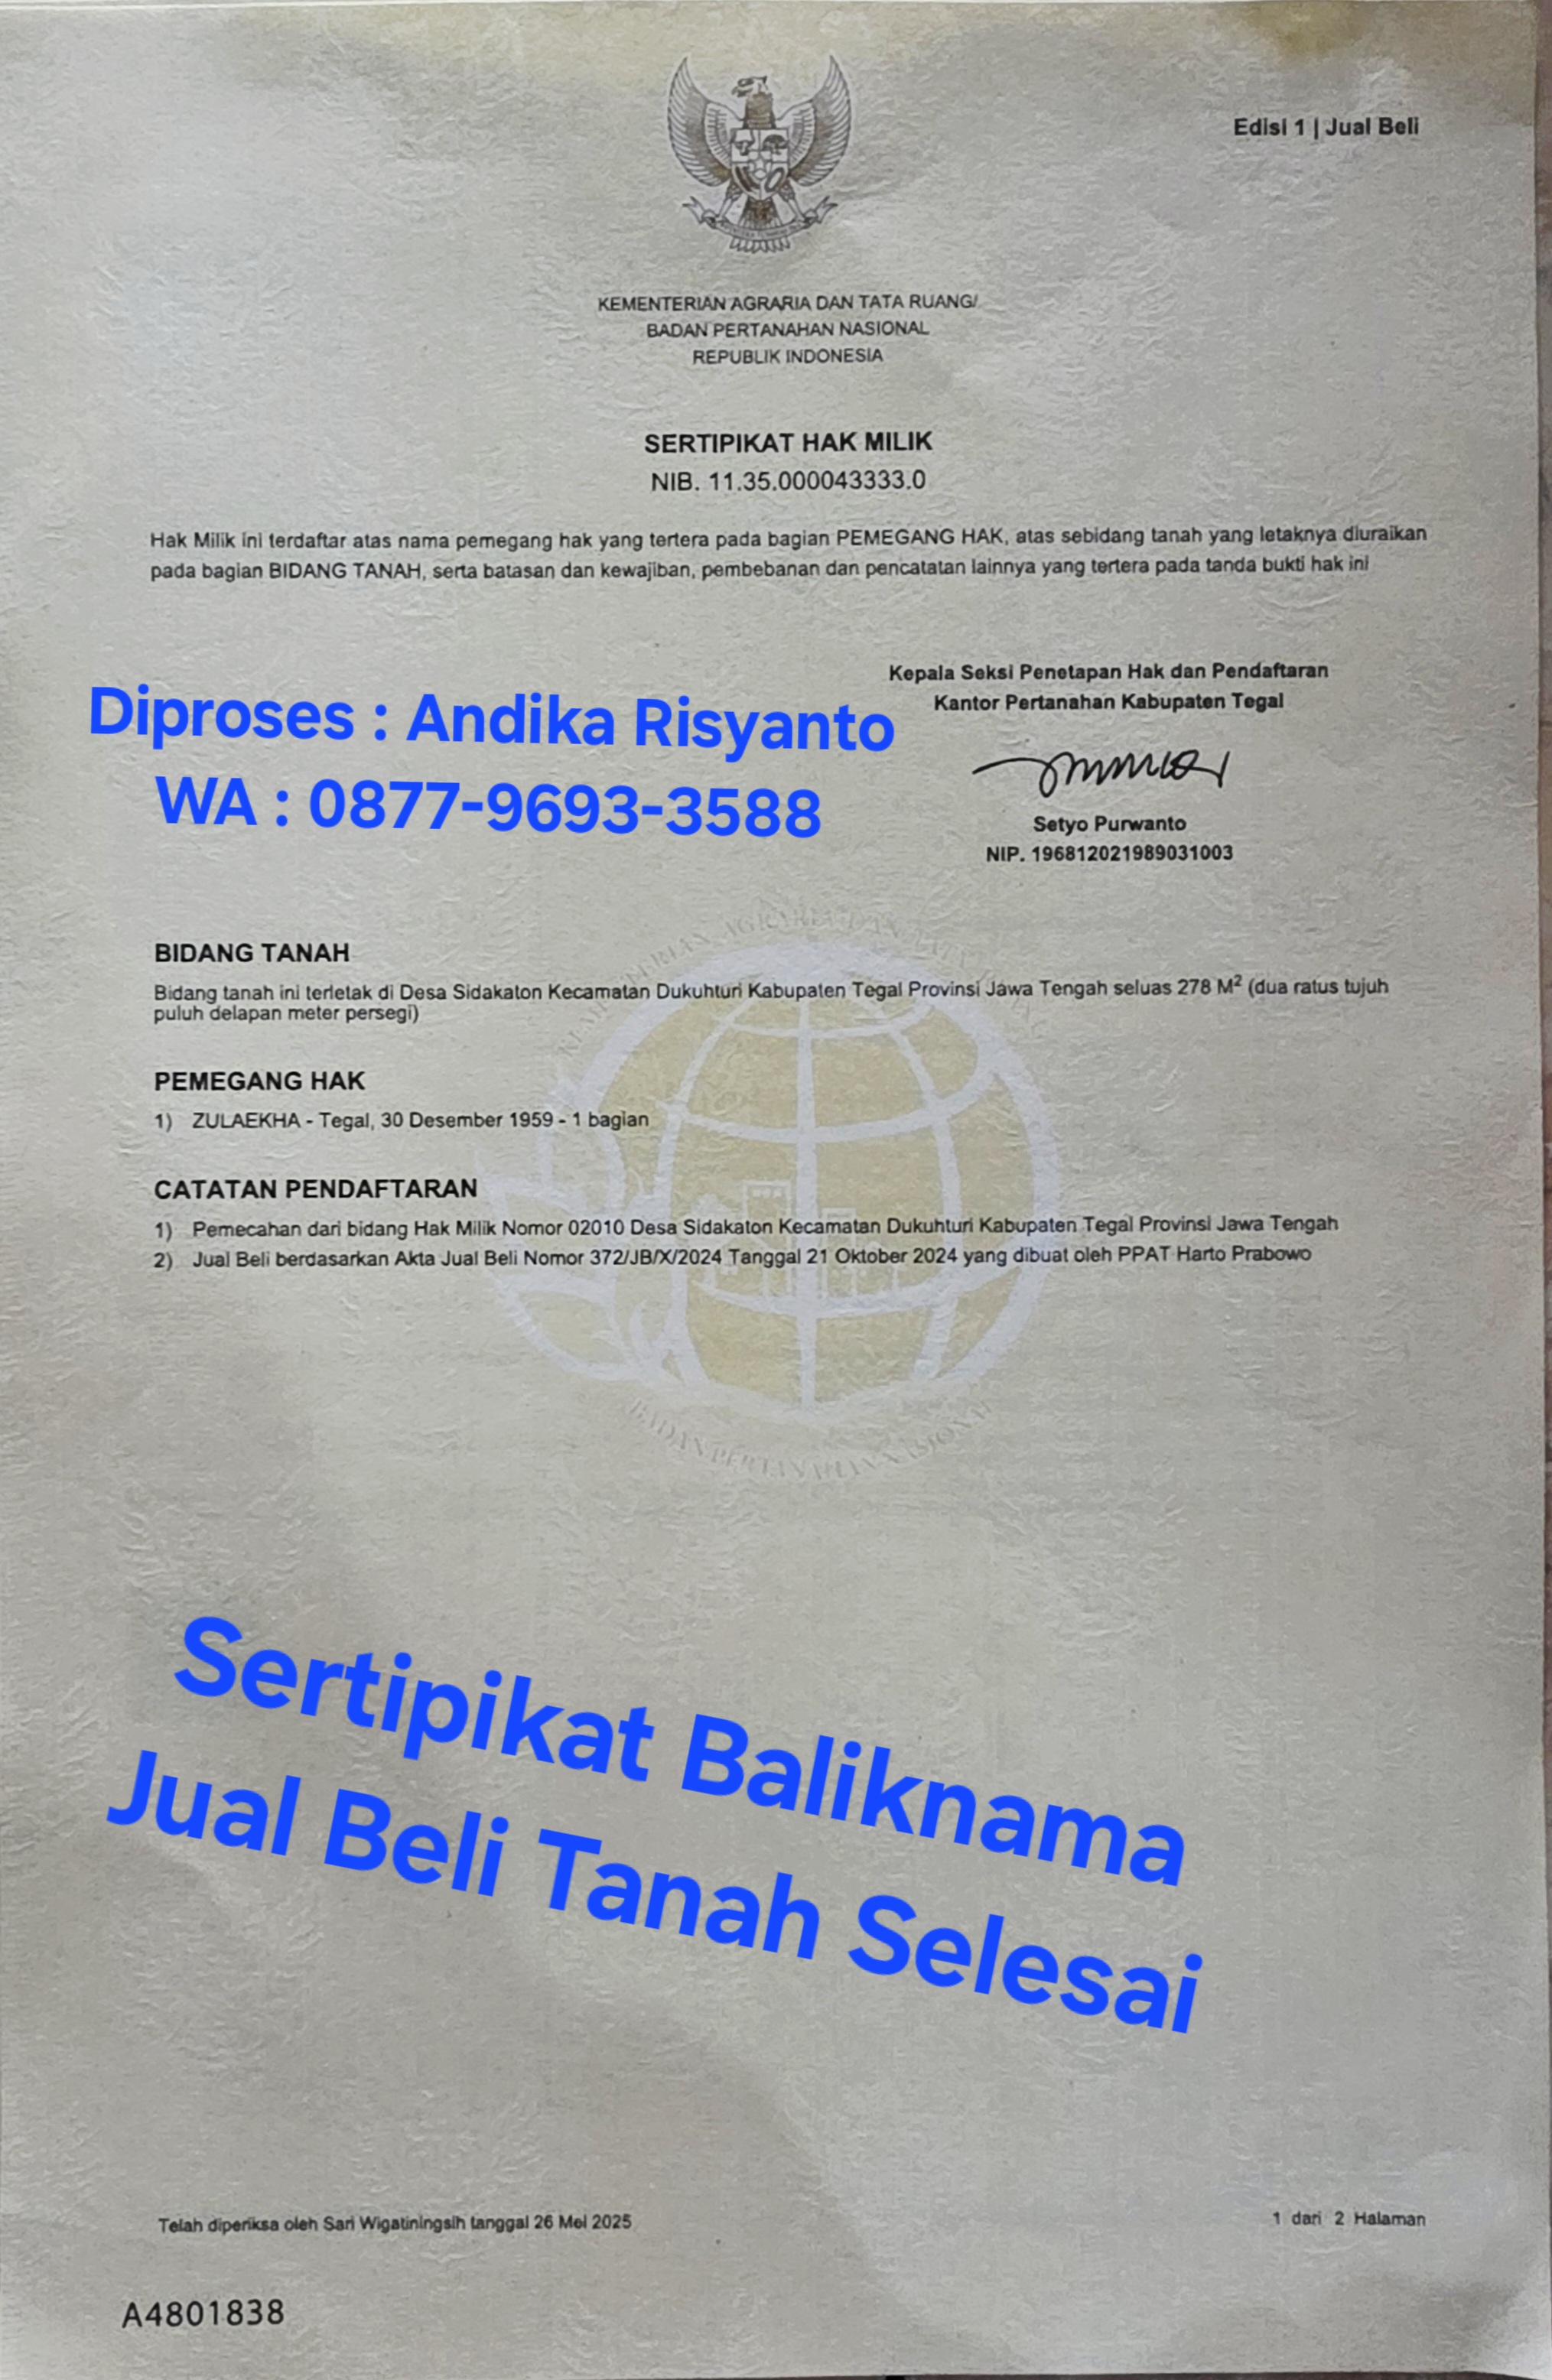 Edisi 1 | Jual Beli
KEMENTERIAN AGRARIA DAN TATA RUANG/
BADAN PERTANAHAN NASIONAL
REPUBLIK INDONESIA
SERTIPIKAT HAK MILIK
NIB. 11.35.000043333.0
Hak Milik ini terdaftar atas nama pemegang hak yang tertera pada bagian PEMEGANG HAK, atas sebidang tanah yang letaknya diuraikan
pada bagian BIDANG TANAH, serta batasan dan kewajiban, pembebanan dan pencatatan lainnya yang tertera pada tanda bukti hak ini
Kepala Seksi Penetapan Hak dan Pendaftaran
Kantor Pertanahan Kabupaten Tegal
Diproses : Andika Risyanto
WA : 0877-9693-3588
Setyo Purwanto
NIP. 196812021989031003
BIDANG TANAH
Bidang tanah ini terletak di Desa Sidakaton Kecamatan Dukuhturi Kabupaten Tegal Provinsi Jawa Tengah seluas 278 M² (dua ratus tujuh
puluh delapan meter persegi)
PEMEGANG HAK
1) ZULAEKHA - Tegal, 30 Desember 1959 - 1 bagian
CATATAN PENDAFTARAN
1) Pemecahan dari bidang Hak Milik Nomor 02010 Desa Sidakaton Kecamatan Dukuhturi Kabupaten Tegal Provinsi Jawa Tengah
2) Jual Beli berdasarkan Akta Jual Beli Nomor 372/JB/X/2024 Tanggal 21 Oktober 2024 yang dibuat oleh PPAT Harto Prabowo
BADAN PERTANAHAN NASIONAL
Sertipikat Baliknama
Jual Beli Tanah Selesai
Telah diperiksa oleh Sari Wigatiningsih tanggal 26 Mei 2025
1 dari 2 Halaman
A4801838